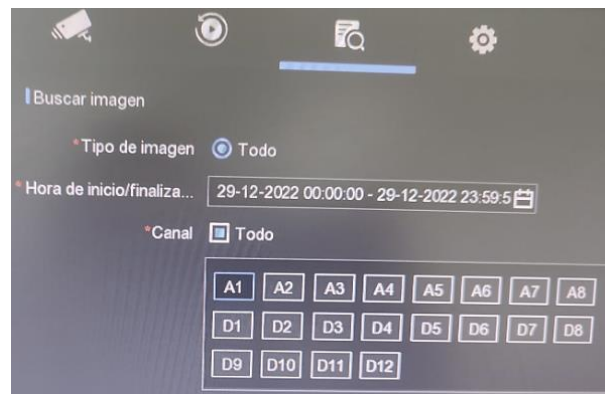 Buscar imagen
*Tipo de imagen Todo
*Hora de inicio/finaliza... 29-12-2022 00:00:00 - 29-12-2022 23:59:5
*Canal Todo
A1 A2 A3 A4 A5 A6 A7 A8
D1 D2 D3 D4 D5 D6 D7 D8
D9 D10 D11 D12